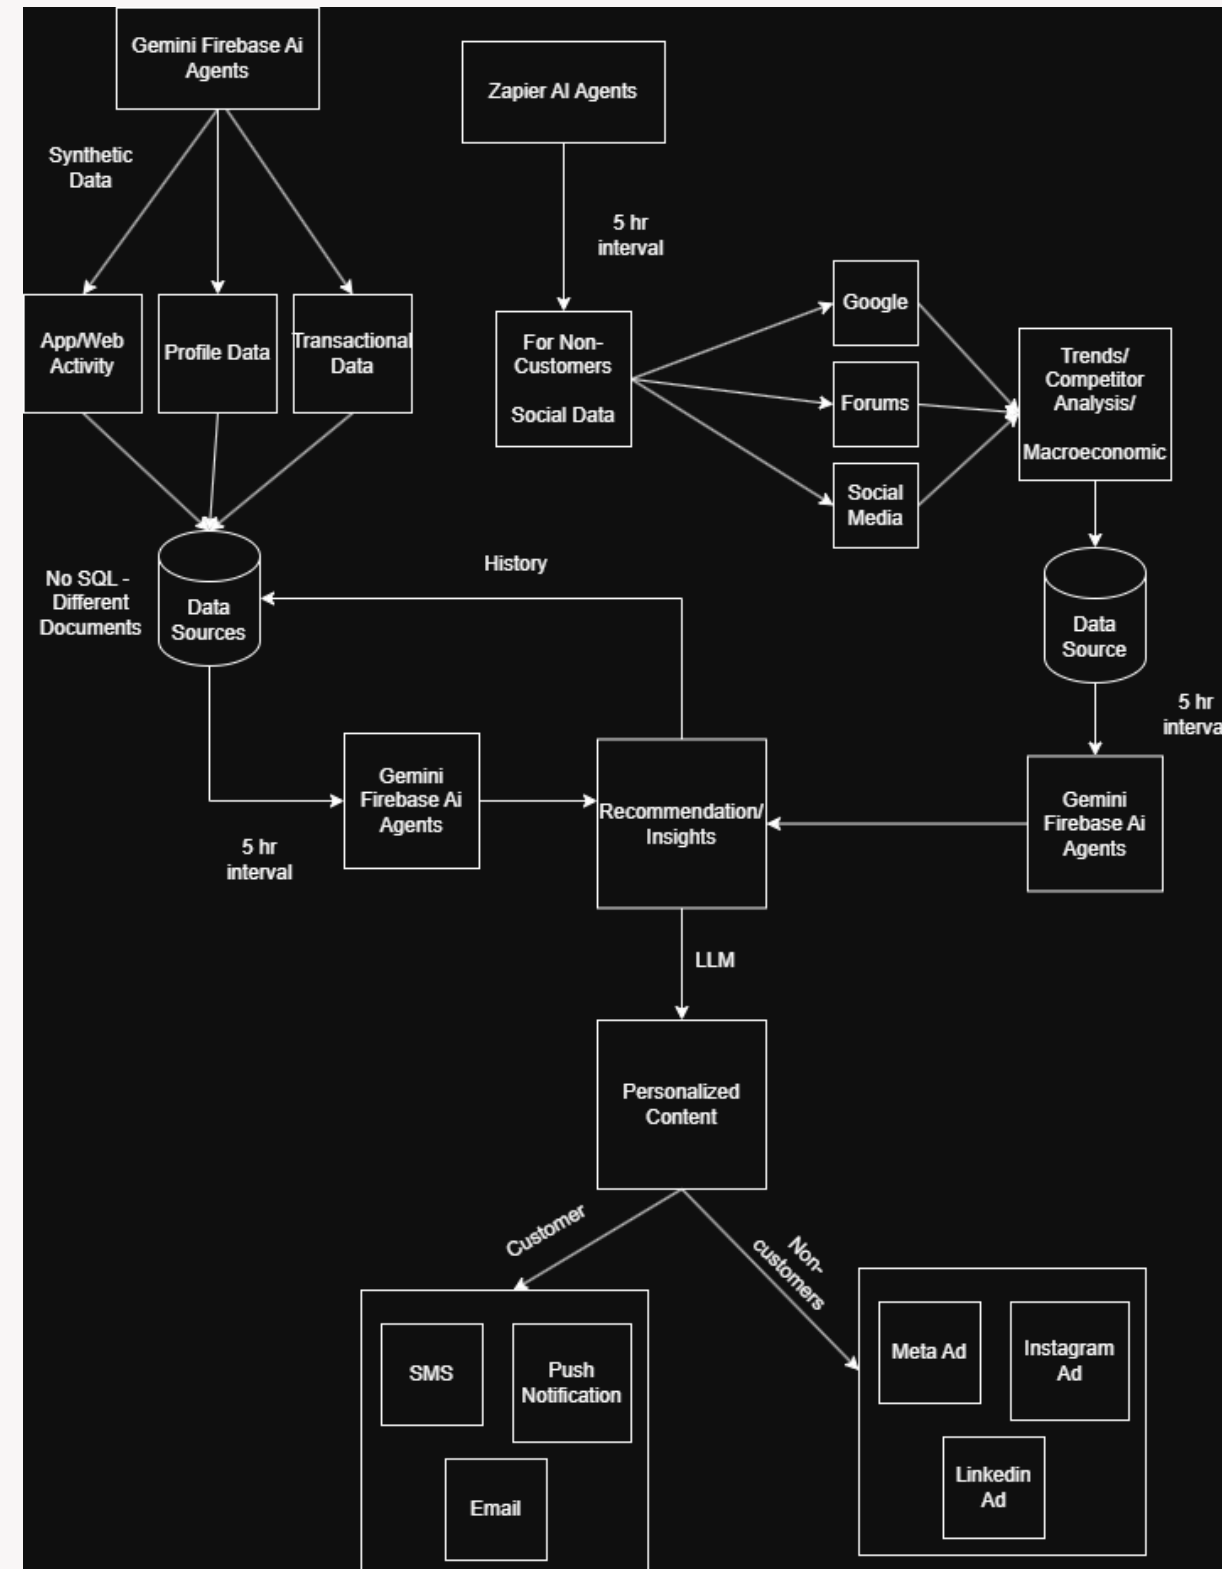 Gemini Firebase Ai
Agents
Zapier AI Agents
Synthetic
Data
5 hr
interval
App/Web
Activity
Profile Data
Transactional
Data
For Non-
Customers
Social Data
Google
Forums
Social
Media
Trends/
Competitor
Analysis/
Macroeconomic
No SQL -
Different
Documents
Data
Sources
History
Data
Source
5 hr
interval
Gemini
Firebase Ai
Agents
5 hr
interval
Recommendation/
Insights
Gemini
Firebase Ai
Agents
LLM
Personalized
Content
Customer
Non-
customers
SMS
Push
Notification
Email
Meta Ad
Instagram
Ad
Linkedin
Ad